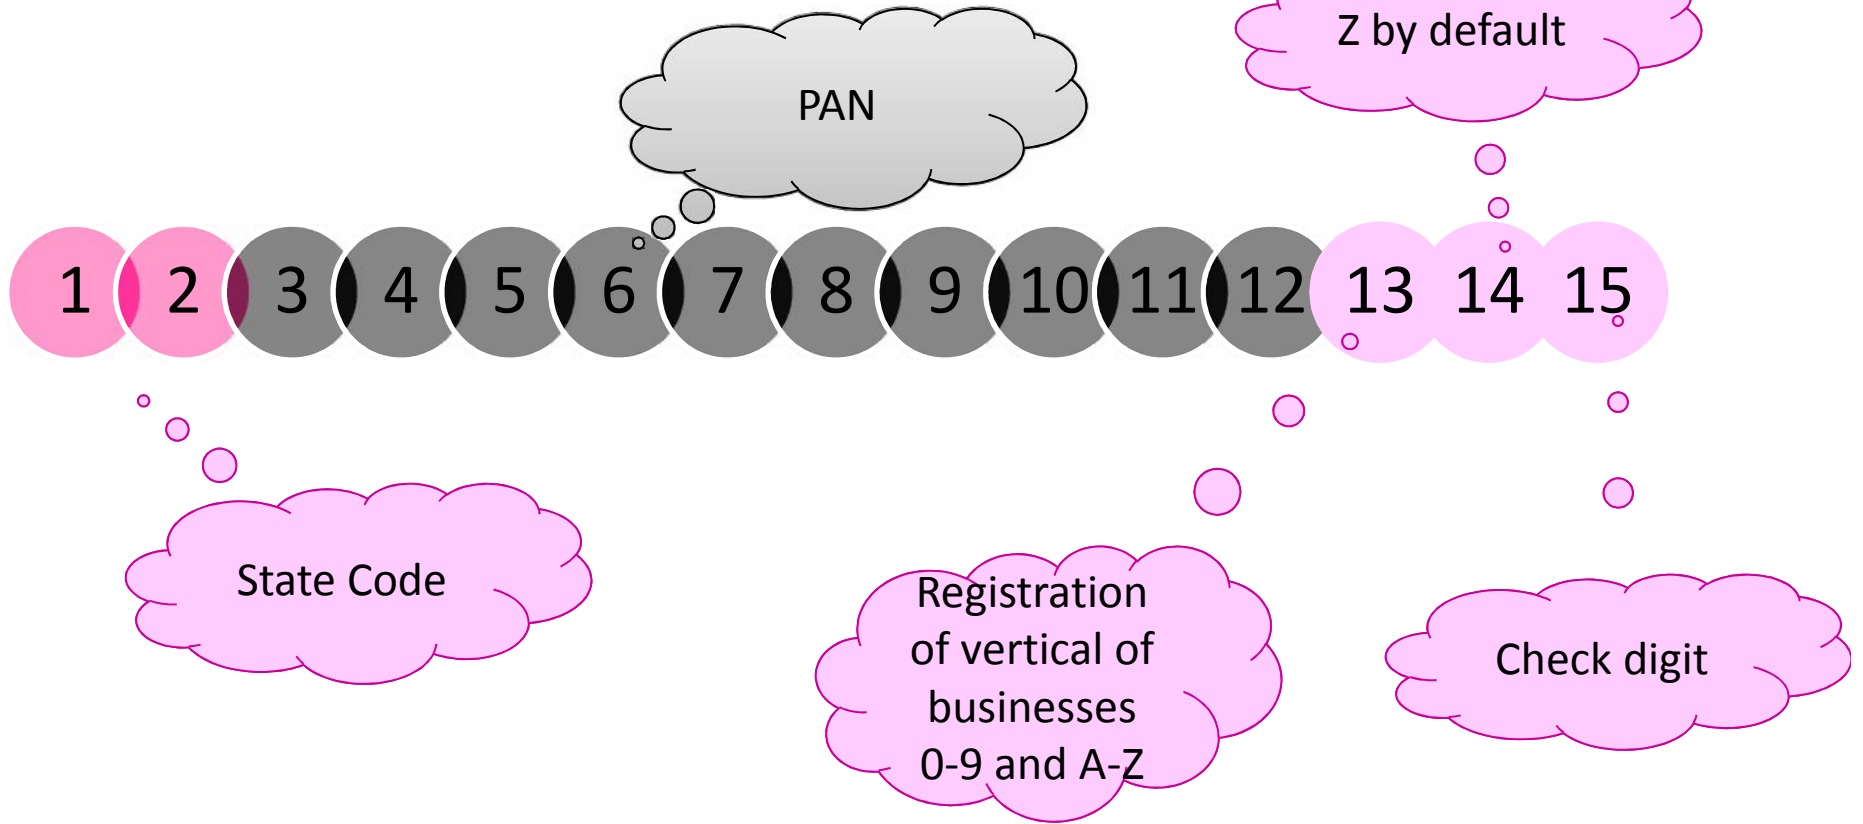 Z by default
PAN
1 2 3 4 5 6 7 8 9 10 11 12 13 14 15
State Code
Registration
of vertical of
businesses
0-9 and A-Z
Check digit